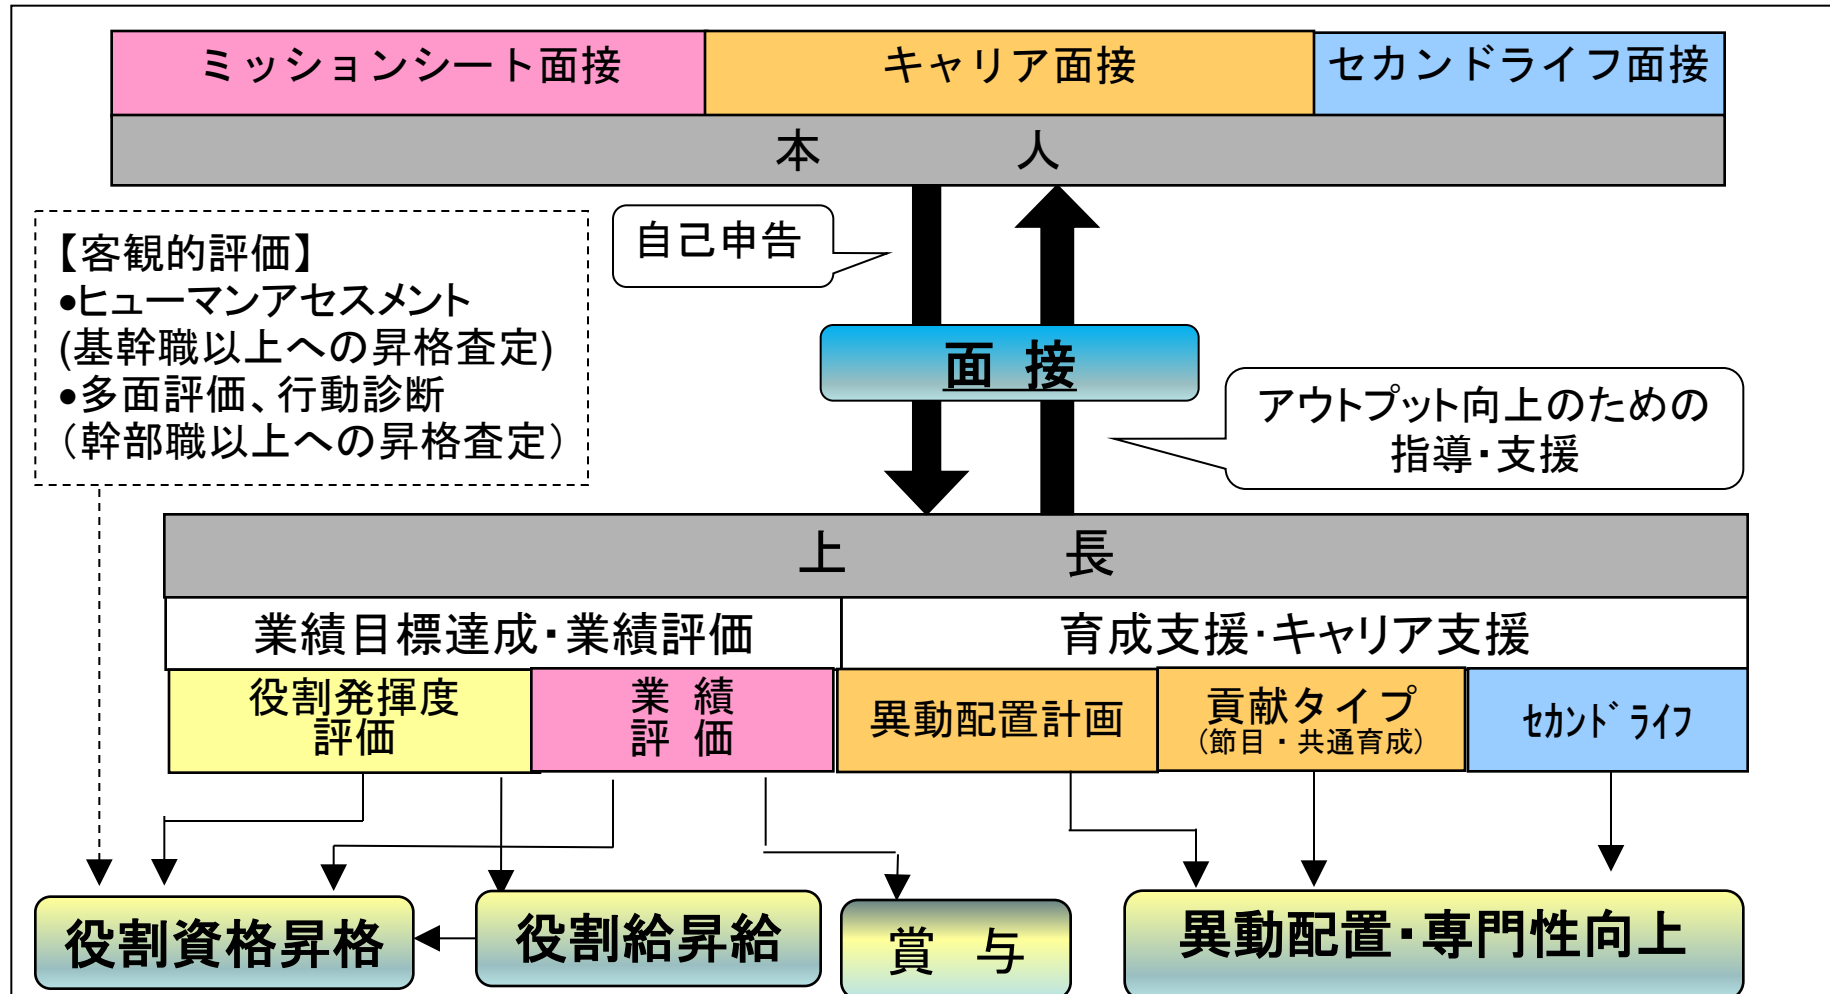 ミッションシート面接
キャリア面接
セカンドライフ面接
本 人
自己申告
【客観的評価】
•ヒューマンアセスメント
(基幹職以上への昇格査定)
•多面評価、行動診断
（幹部職以上への昇格査定）
面 接
アウトプット向上のための
指導・支援
上 長
業績目標達成・業績評価
育成支援・キャリア支援
役割発揮度
評価
業 績
評 価
異動配置計画
貢献タイプ
(節目・共通育成)
ｾｶﾝﾄﾞﾗｲﾌ
役割資格昇格
役割給昇給
賞 与
異動配置・専門性向上